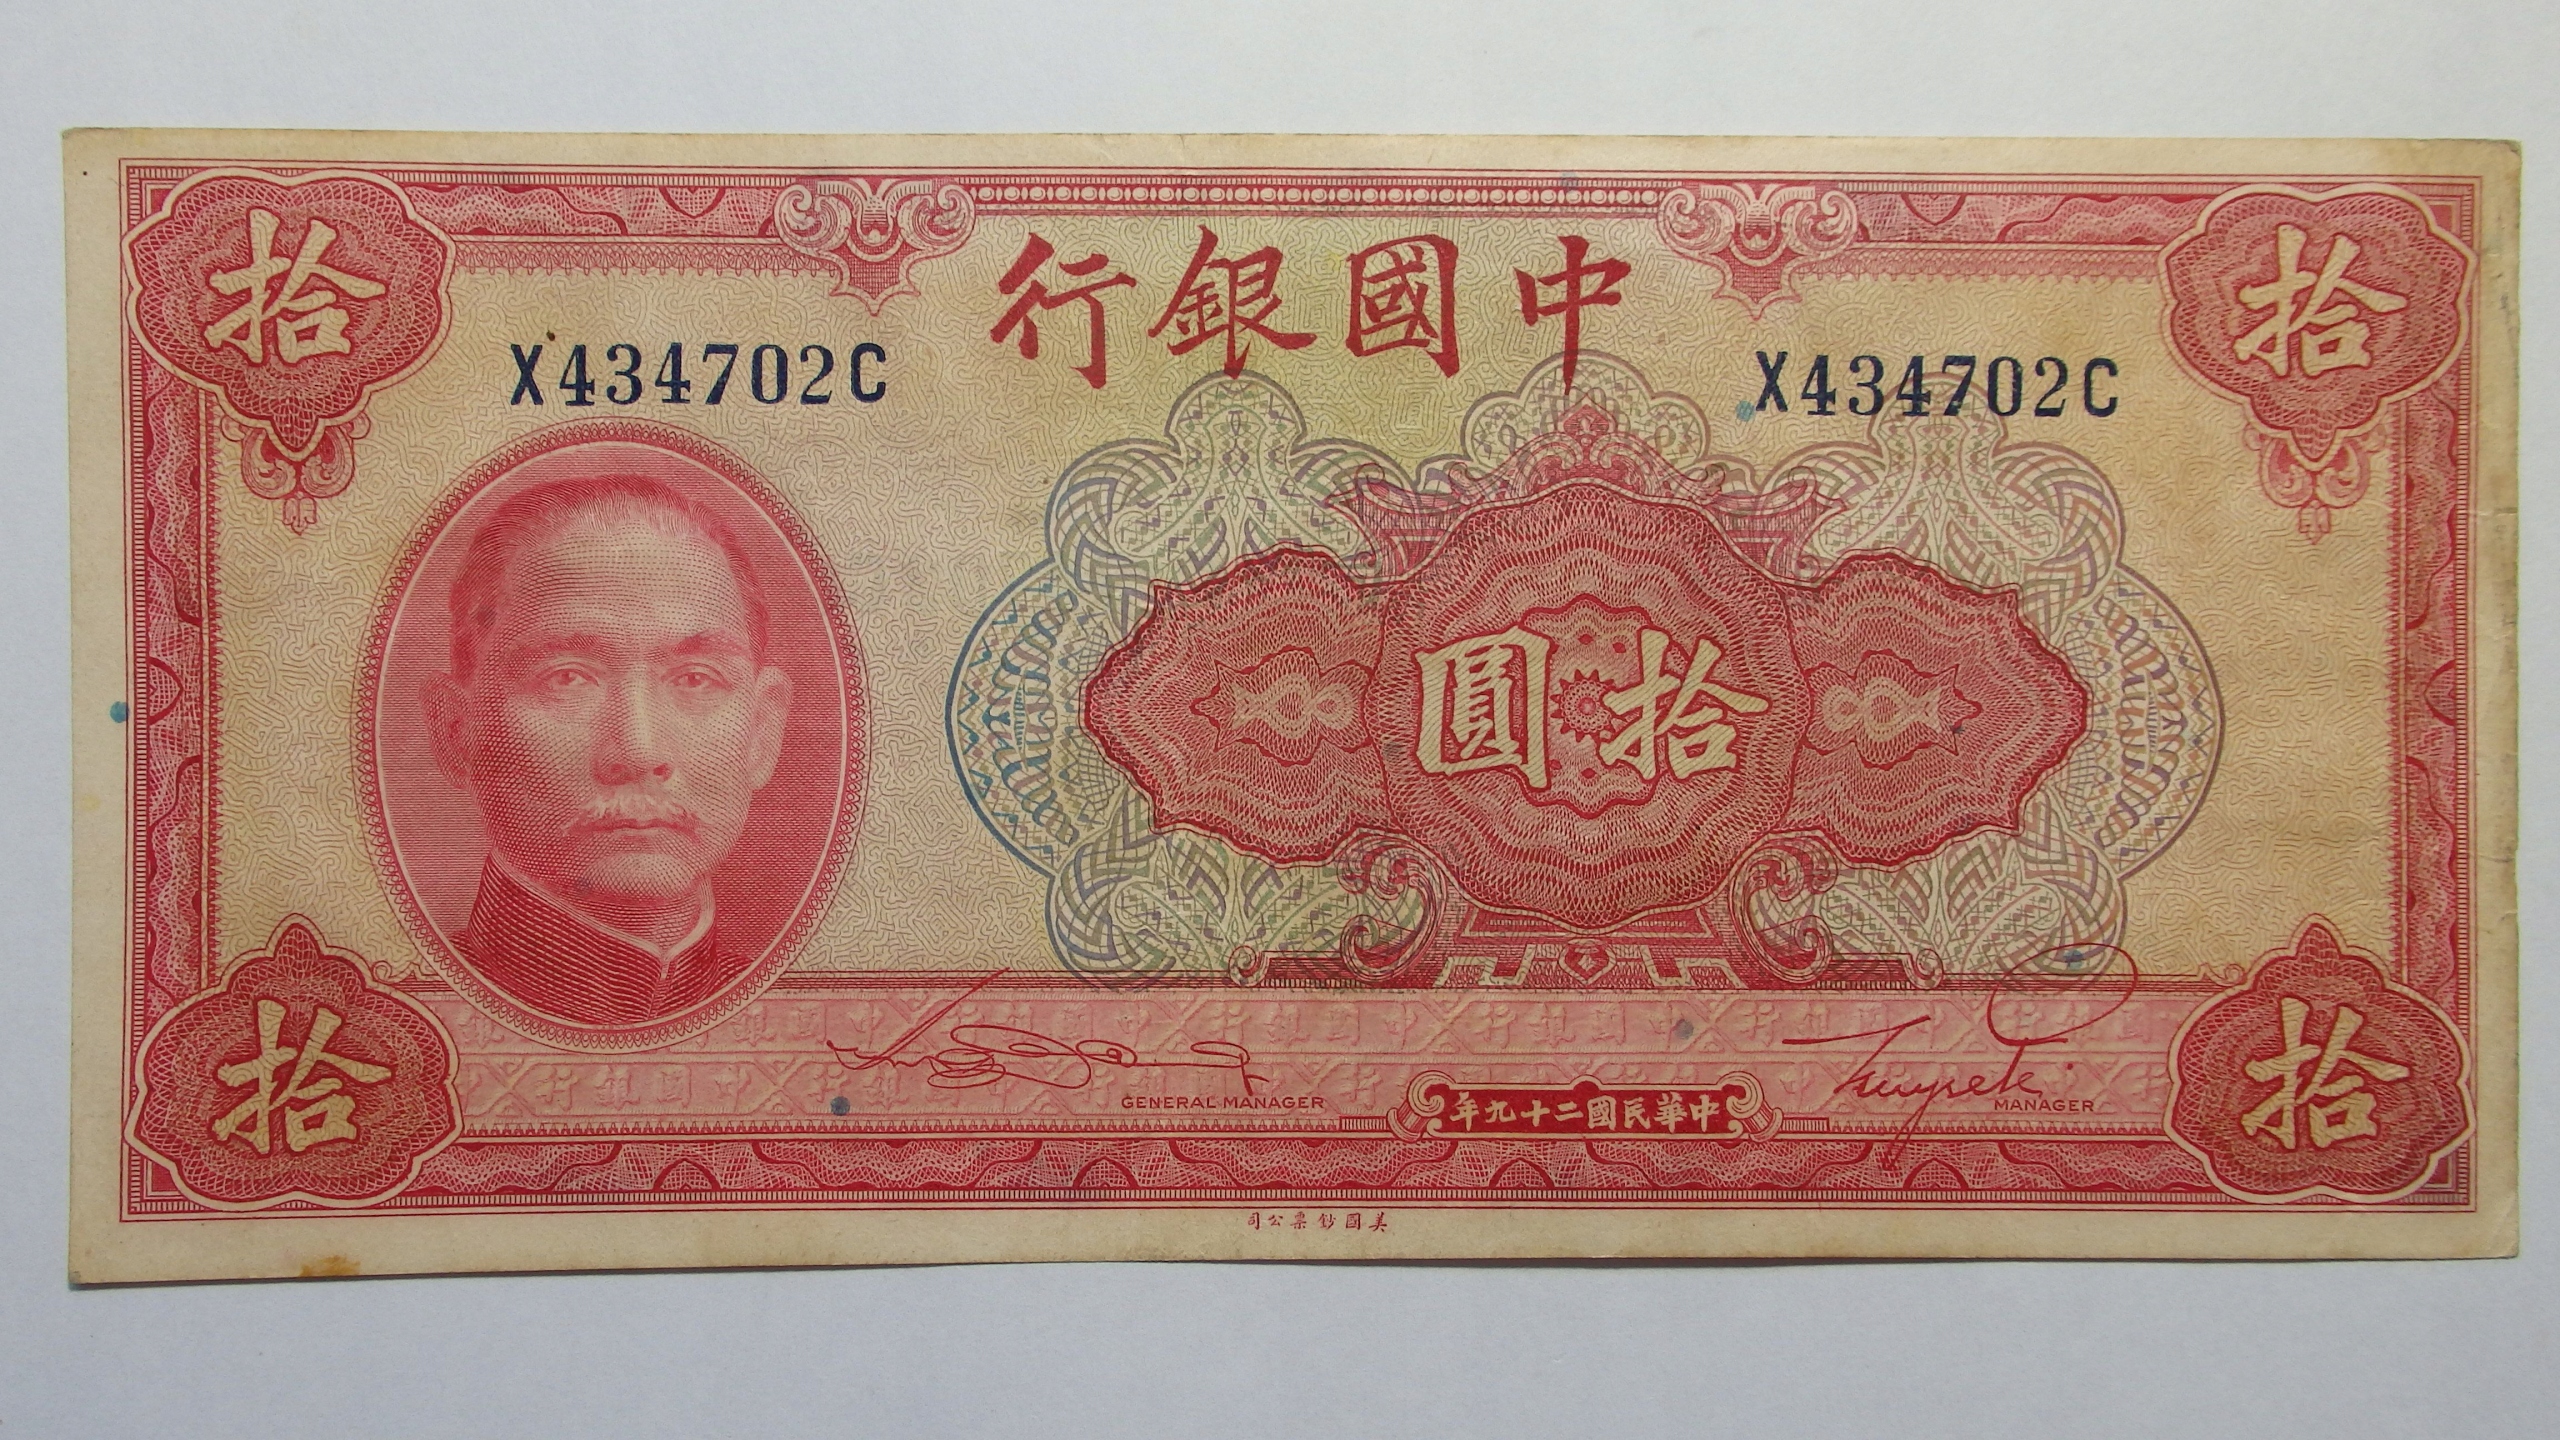 中國銀行
X434702C
X434702C
拾
拾
拾圓
拾
拾
GENERAL MANAGER
中華民國二十九年
MANAGER
美國鈔票公司